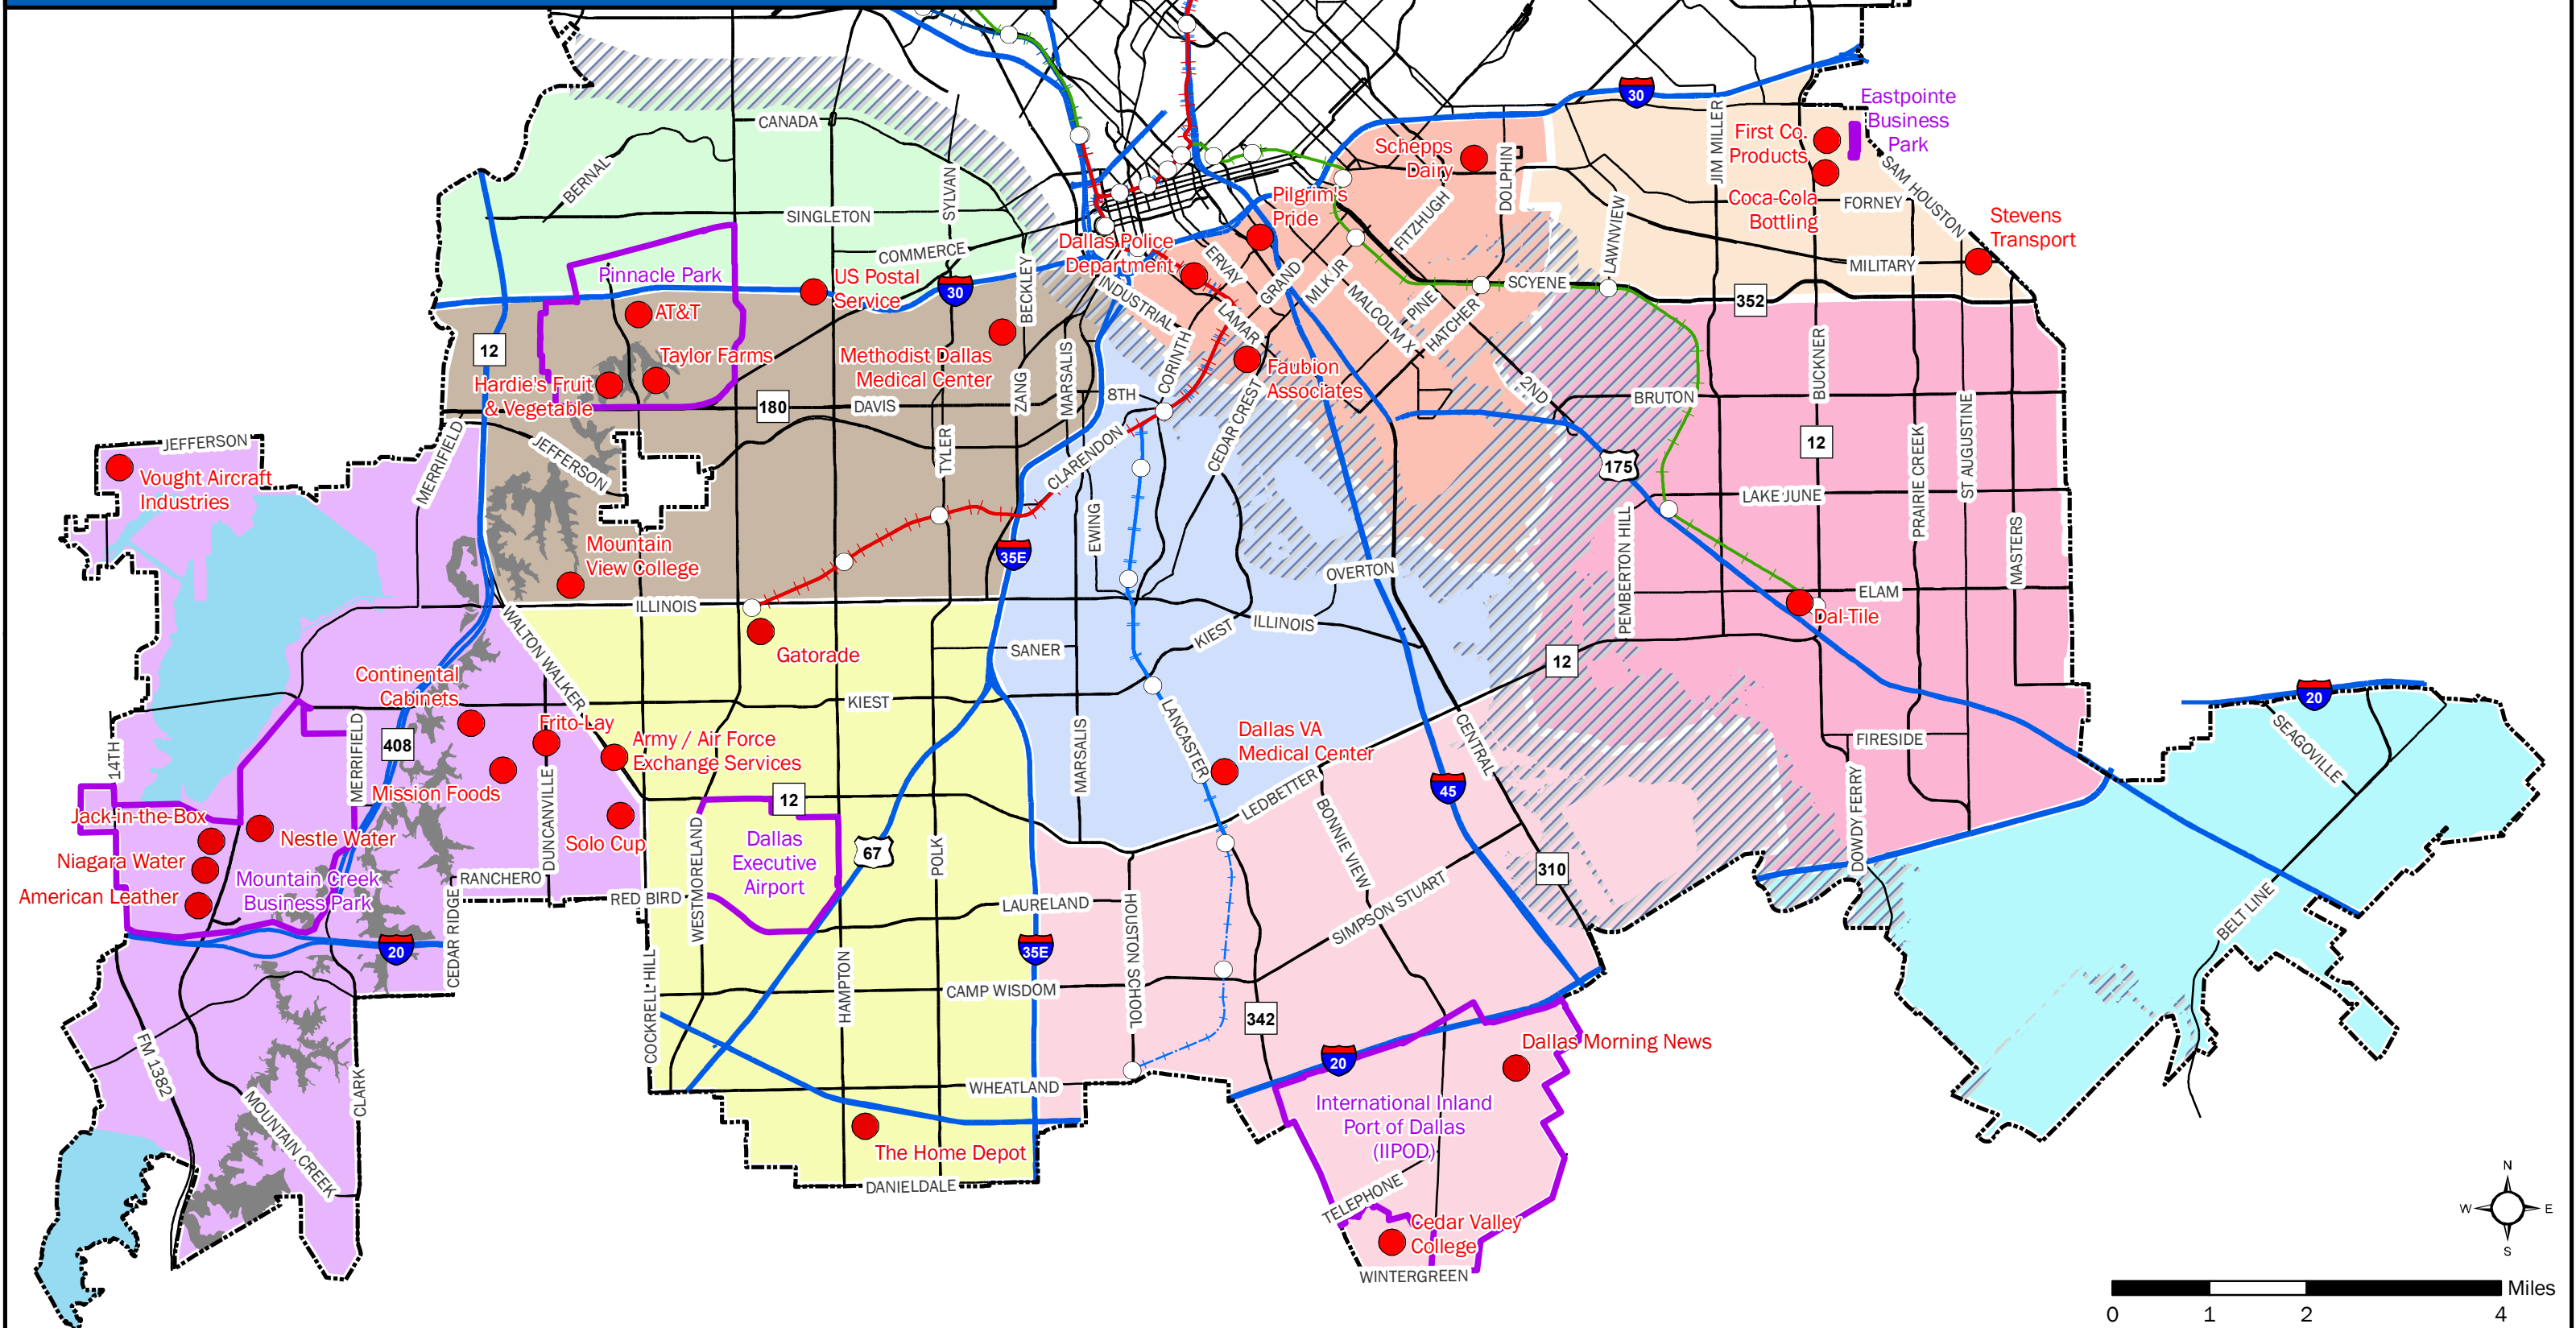 30
Eastpointe
Business
Park
CANADA
JIM MILLER
First Co.
Products
Schepps
Dairy
DOLPHIN
BERNAL
SYLVAN
SAM HOUSTON
Coca-Cola
Bottling
FORNEY
Pilgrim's
Pride
SINGLETON
FITZHUGH
LAWNVIEW
Stevens
Transport
COMMERCE
Dallas Police
Department
ERVAY
MILITARY
Pinnacle Park
US Postal
Service
30
BECKLEY
INDUSTRIAL
GRAND
MLK JR
MALCOLM X
PINE
HATCHER
SCYENE
352
AT&T
12
LAMAR
Taylor Farms
Methodist Dallas
Medical Center
ZANG
MARSALIS
CORINTH
Faubion
Associates
BUCKNER
Hardie's Fruit
& Vegetable
180
DAVIS
8TH
CEDAR CREST
2ND
BRUTON
JEFFERSON
MERRIFIELD
JEFFERSON
TYLER
CLARENDON
12
PRAIRIE CREEK
ST AUGUSTINE
Vought Aircraft
Industries
175
LAKE JUNE
EWING
35E
MASTERS
PEMBERTON HILL
Mountain
View College
OVERTON
ELAM
ILLINOIS
WALTON WALKER
Dal-Tile
ILLINOIS
KIEST
Gatorade
SANER
12
Continental
Cabinets
KIEST
20
Frito-Lay
14TH
MERRIFIELD
408
Army / Air Force
Exchange Services
MARSALIS
LANCASTER
Dallas VA
Medical Center
CENTRAL
FIRESIDE
SEAGOVILLE
Mission Foods
DUNCANVILLE
12
LEDBETTER
45
DOWDY FERRY
Jack-in-the-Box
Nestle Water
Solo Cup
WESTMORELAND
Dallas
Executive
Airport
67
POLK
BONNIE VIEW
310
Niagara Water
Mountain Creek
Business Park
RANCHERO
American Leather
RED BIRD
LAURELAND
HOUSTON SCHOOL
SIMPSON STUART
BELT LINE
20
CEDAR RIDGE
35E
COCKRELL HILL
HAMPTON
CAMP WISDOM
342
FM 1382
Dallas Morning News
20
CLARK
WHEATLAND
MOUNTAIN CREEK
International Inland
Port of Dallas
(IIPOD)
The Home Depot
DANIELDALE
TELEPHONE
Cedar Valley
College
WINTERGREEN
N
W
E
S
Miles
0
1
2
4